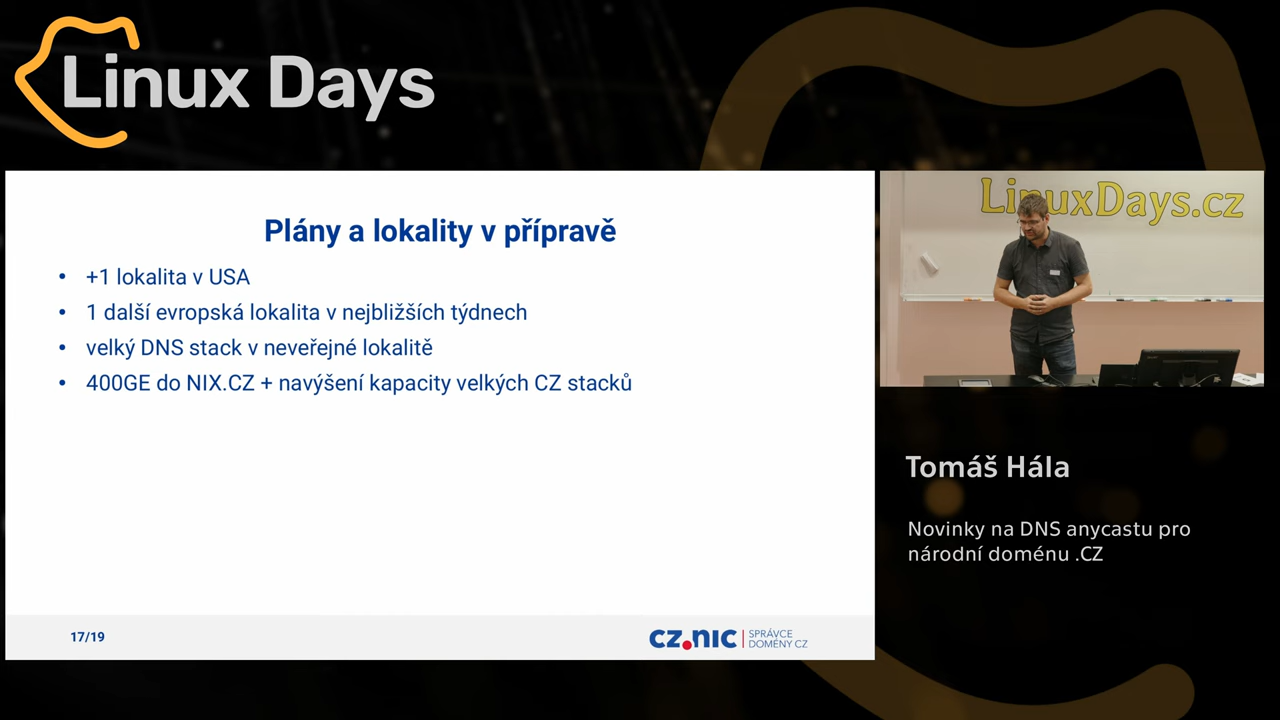 Linux Days
Plány a lokality v přípravě
• +1 lokalita v USA
• 1 další evropská lokalita v nejbližších týdnech
• velký DNS stack v neveřejné lokalitě
• 400GE do NIX.CZ + navýšení kapacity velkých CZ stacků
17/19
CZ.NIC
SPRÁVCE
DOMÉNY CZ
LinuxDays.cz
Tomáš Hála
Novinky na DNS anycastu pro
národní doménu .CZ